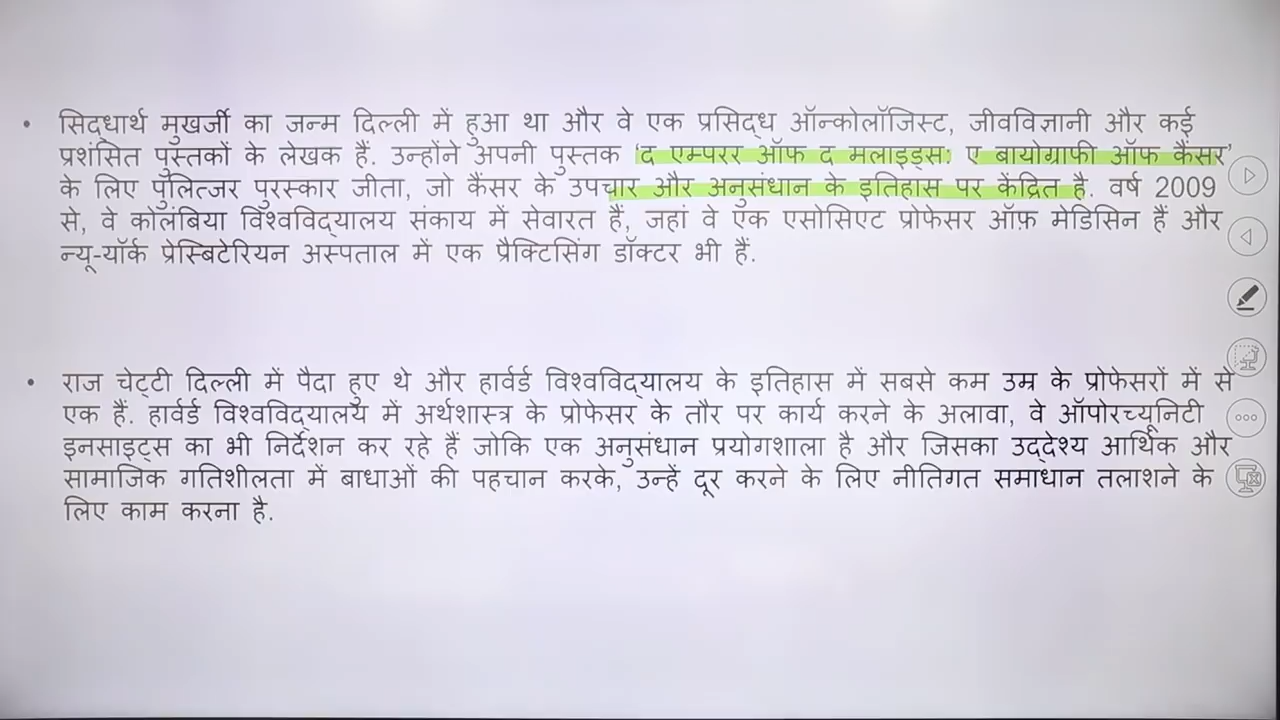 • सिद्धार्थ मुखर्जी का जन्म दिल्ली में हुआ था और वे एक प्रसिद्ध ऑन्कोलॉजिस्ट, जीवविज्ञानी और कई
प्रशंसित पुस्तकों के लेखक हैं. उन्होंने अपनी पुस्तक 'द एम्परर ऑफ द मलाइड्स: ए बायोग्राफी ऑफ कैंसर'
के लिए पुलित्जर पुरस्कार जीता, जो कैंसर के उपचार और अनुसंधान के इतिहास पर केंद्रित है. वर्ष 2009
से, वे कोलंबिया विश्वविद्यालय संकाय में सेवारत हैं, जहां वे एक एसोसिएट प्रोफेसर ऑफ़ मेडिसिन हैं और
न्यू-यॉर्क प्रेस्बिटेरियन अस्पताल में एक प्रैक्टिसिंग डॉक्टर भी हैं.
• राज चेट्टी दिल्ली में पैदा हुए थे और हार्वर्ड विश्वविद्यालय के इतिहास में सबसे कम उम्र के प्रोफेसरों में से
एक हैं. हार्वर्ड विश्वविद्यालय में अर्थशास्त्र के प्रोफेसर के तौर पर कार्य करने के अलावा, वे ऑपोरच्यूनिटी
इनसाइट्स का भी निर्देशन कर रहे हैं जोकि एक अनुसंधान प्रयोगशाला है और जिसका उद्देश्य आर्थिक और
सामाजिक गतिशीलता में बाधाओं की पहचान करके, उन्हें दूर करने के लिए नीतिगत समाधान तलाशने के
लिए काम करना है.